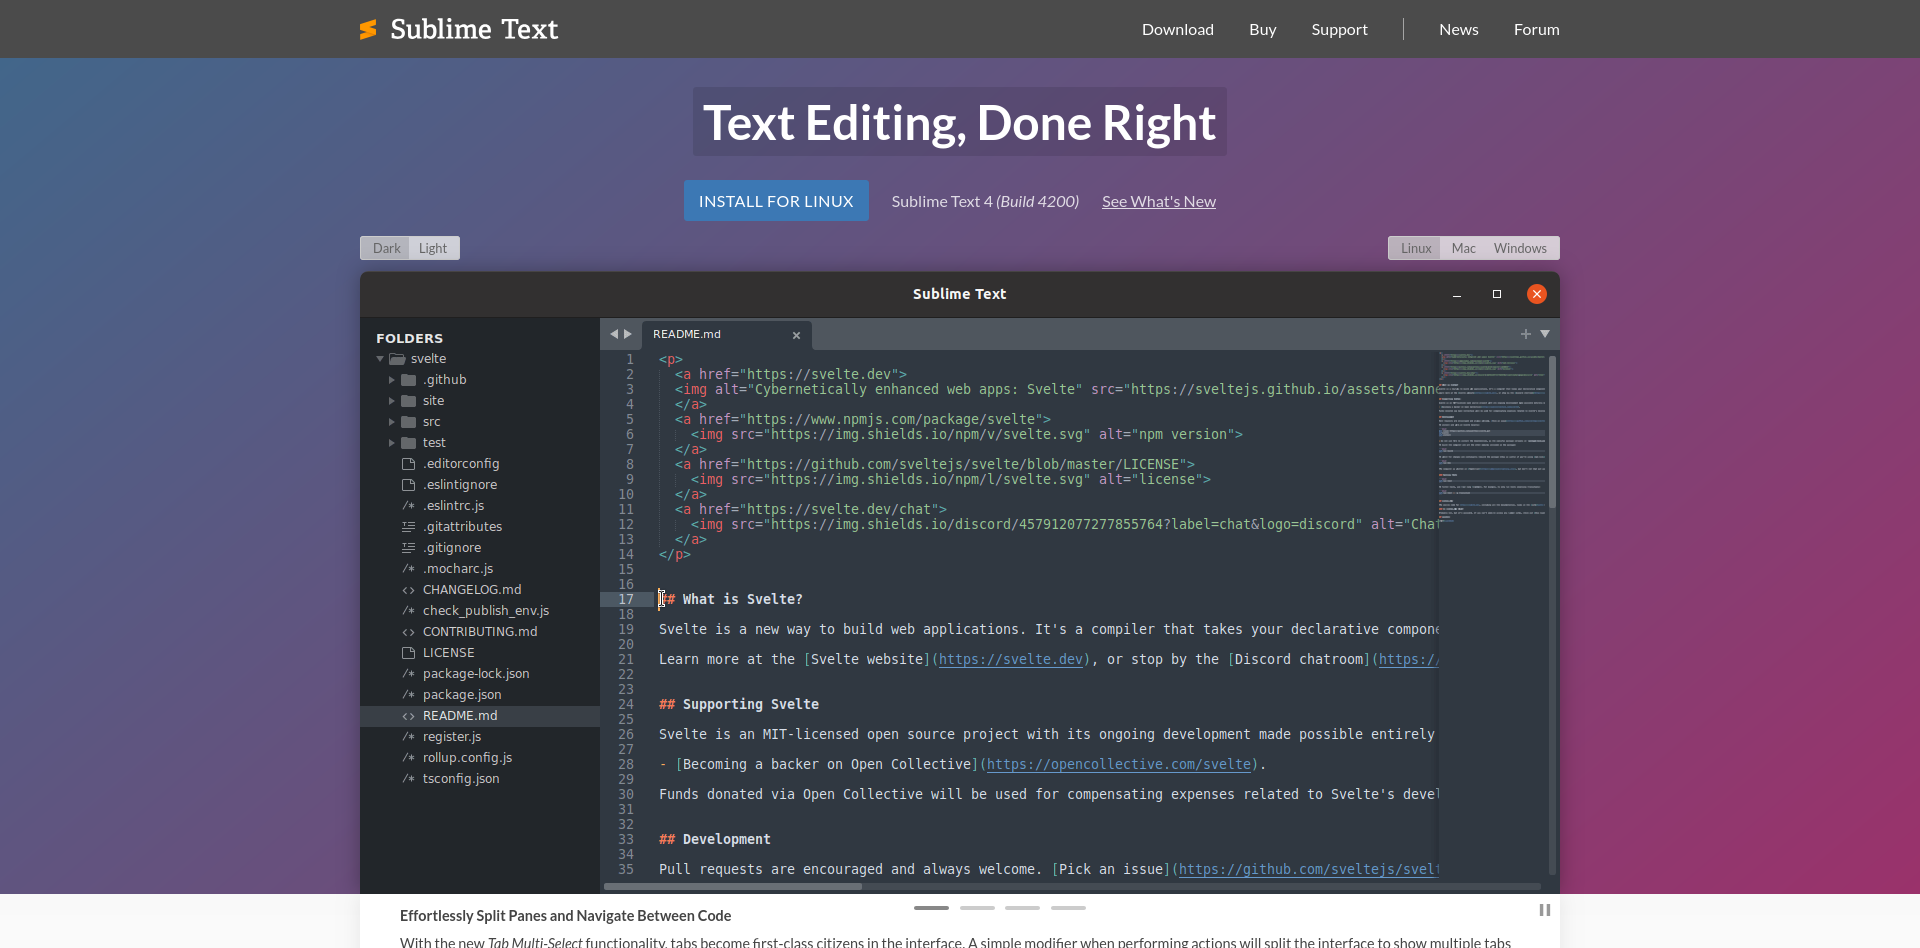 Sublime Text
Download Buy Support News Forum
Text Editing, Done Right
INSTALL FOR LINUX Sublime Text 4 (Build 4200) See What's New
Dark Light
Linux Mac Windows
Sublime Text
FOLDERS
svelte
.github
site
src
test
.editorconfig
.eslintignore
.eslintrc.js
.gitattributes
.gitignore
.mocharc.js
CHANGELOG.md
check_publish_env.js
CONTRIBUTING.md
LICENSE
package-lock.json
package.json
README.md
register.js
rollup.config.js
tsconfig.json
README.md
1 <p>
2 <a href="https://svelte.dev">
3 <img alt="Cybernetically enhanced web apps: Svelte" src="https://sveltejs.github.io/assets/bann
4 </a>
5 <a href="https://www.npmjs.com/package/svelte">
6 <img src="https://img.shields.io/npm/v/svelte.svg" alt="npm version">
7 </a>
8 <a href="https://github.com/sveltejs/svelte/blob/master/LICENSE">
9 <img src="https://img.shields.io/npm/l/svelte.svg" alt="license">
10 </a>
11 <a href="https://svelte.dev/chat">
12 <img src="https://img.shields.io/discord/457912077277855764?label=chat&logo=discord" alt="Cha
13 </a>
14 </p>
15
16
17 ## What is Svelte?
18
19 Svelte is a new way to build web applications. It's a compiler that takes your declarative compon
20
21 Learn more at the [Svelte website](https://svelte.dev), or stop by the [Discord chatroom](https:/
22
23
24 ## Supporting Svelte
25
26 Svelte is an MIT-licensed open source project with its ongoing development made possible entirely
27
28 - [Becoming a backer on Open Collective](https://opencollective.com/svelte).
29
30 Funds donated via Open Collective will be used for compensating expenses related to Svelte's devel
31
32
33 ## Development
34
35 Pull requests are encouraged and always welcome. [Pick an issue](https://github.com/sveltejs/svelt
Effortlessly Split Panes and Navigate Between Code
With the new Tab Multi-Select functionality, tabs become first-class citizens in the interface. A simple modifier when performing actions will split the interface to show multiple tabs